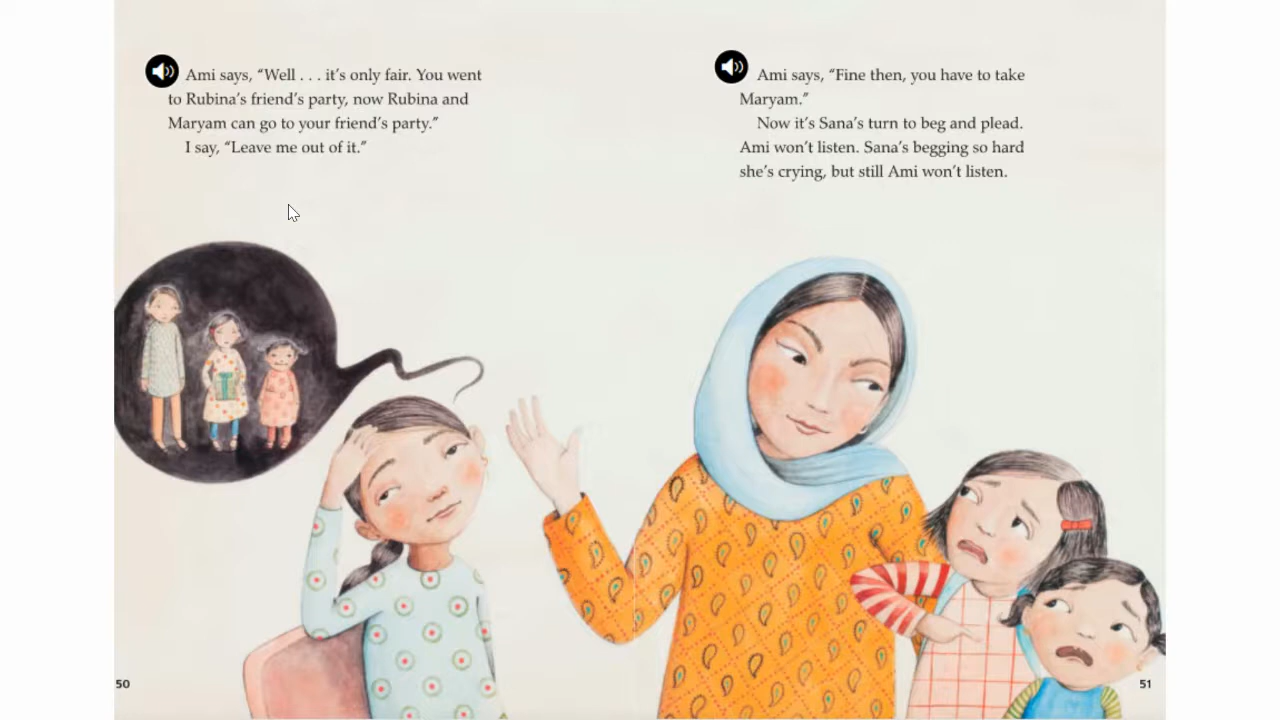 Ami says, “Well . . . it’s only fair. You went
to Rubina’s friend’s party, now Rubina and
Maryam can go to your friend’s party.”
I say, “Leave me out of it.”
Ami says, “Fine then, you have to take
Maryam.”
Now it’s Sana’s turn to beg and plead.
Ami won’t listen. Sana’s begging so hard
she’s crying, but still Ami won’t listen.
50
51